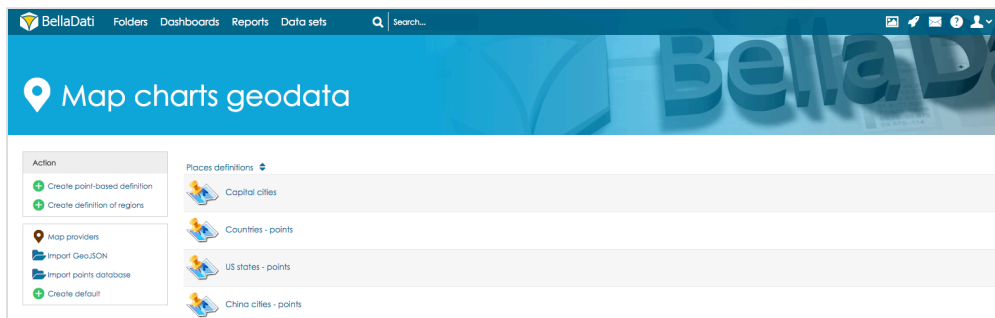 BellaDati Folders Dashboards Reports Data sets Search...
Map charts geodata
Bella D
Action
Create point-based definition
Create definition of regions
Map providers
Import GeoJSON
Import points database
Create default
Places definitions
Capital cities
Countries - points
US states - points
China cities - points